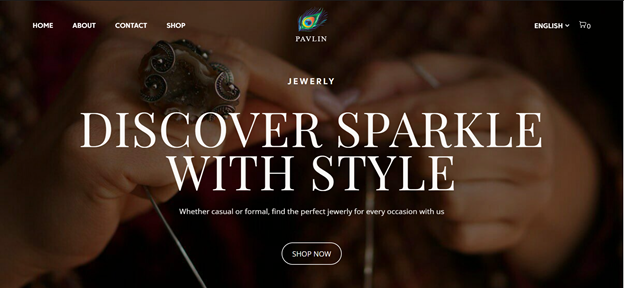 HOME
ABOUT
CONTACT
SHOP
PAVLIN
ENGLISH
0
JEWERLY
DISCOVER SPARKLE
WITH STYLE
Whether casual or formal, find the perfect jewerly for every occasion with us
SHOP NOW